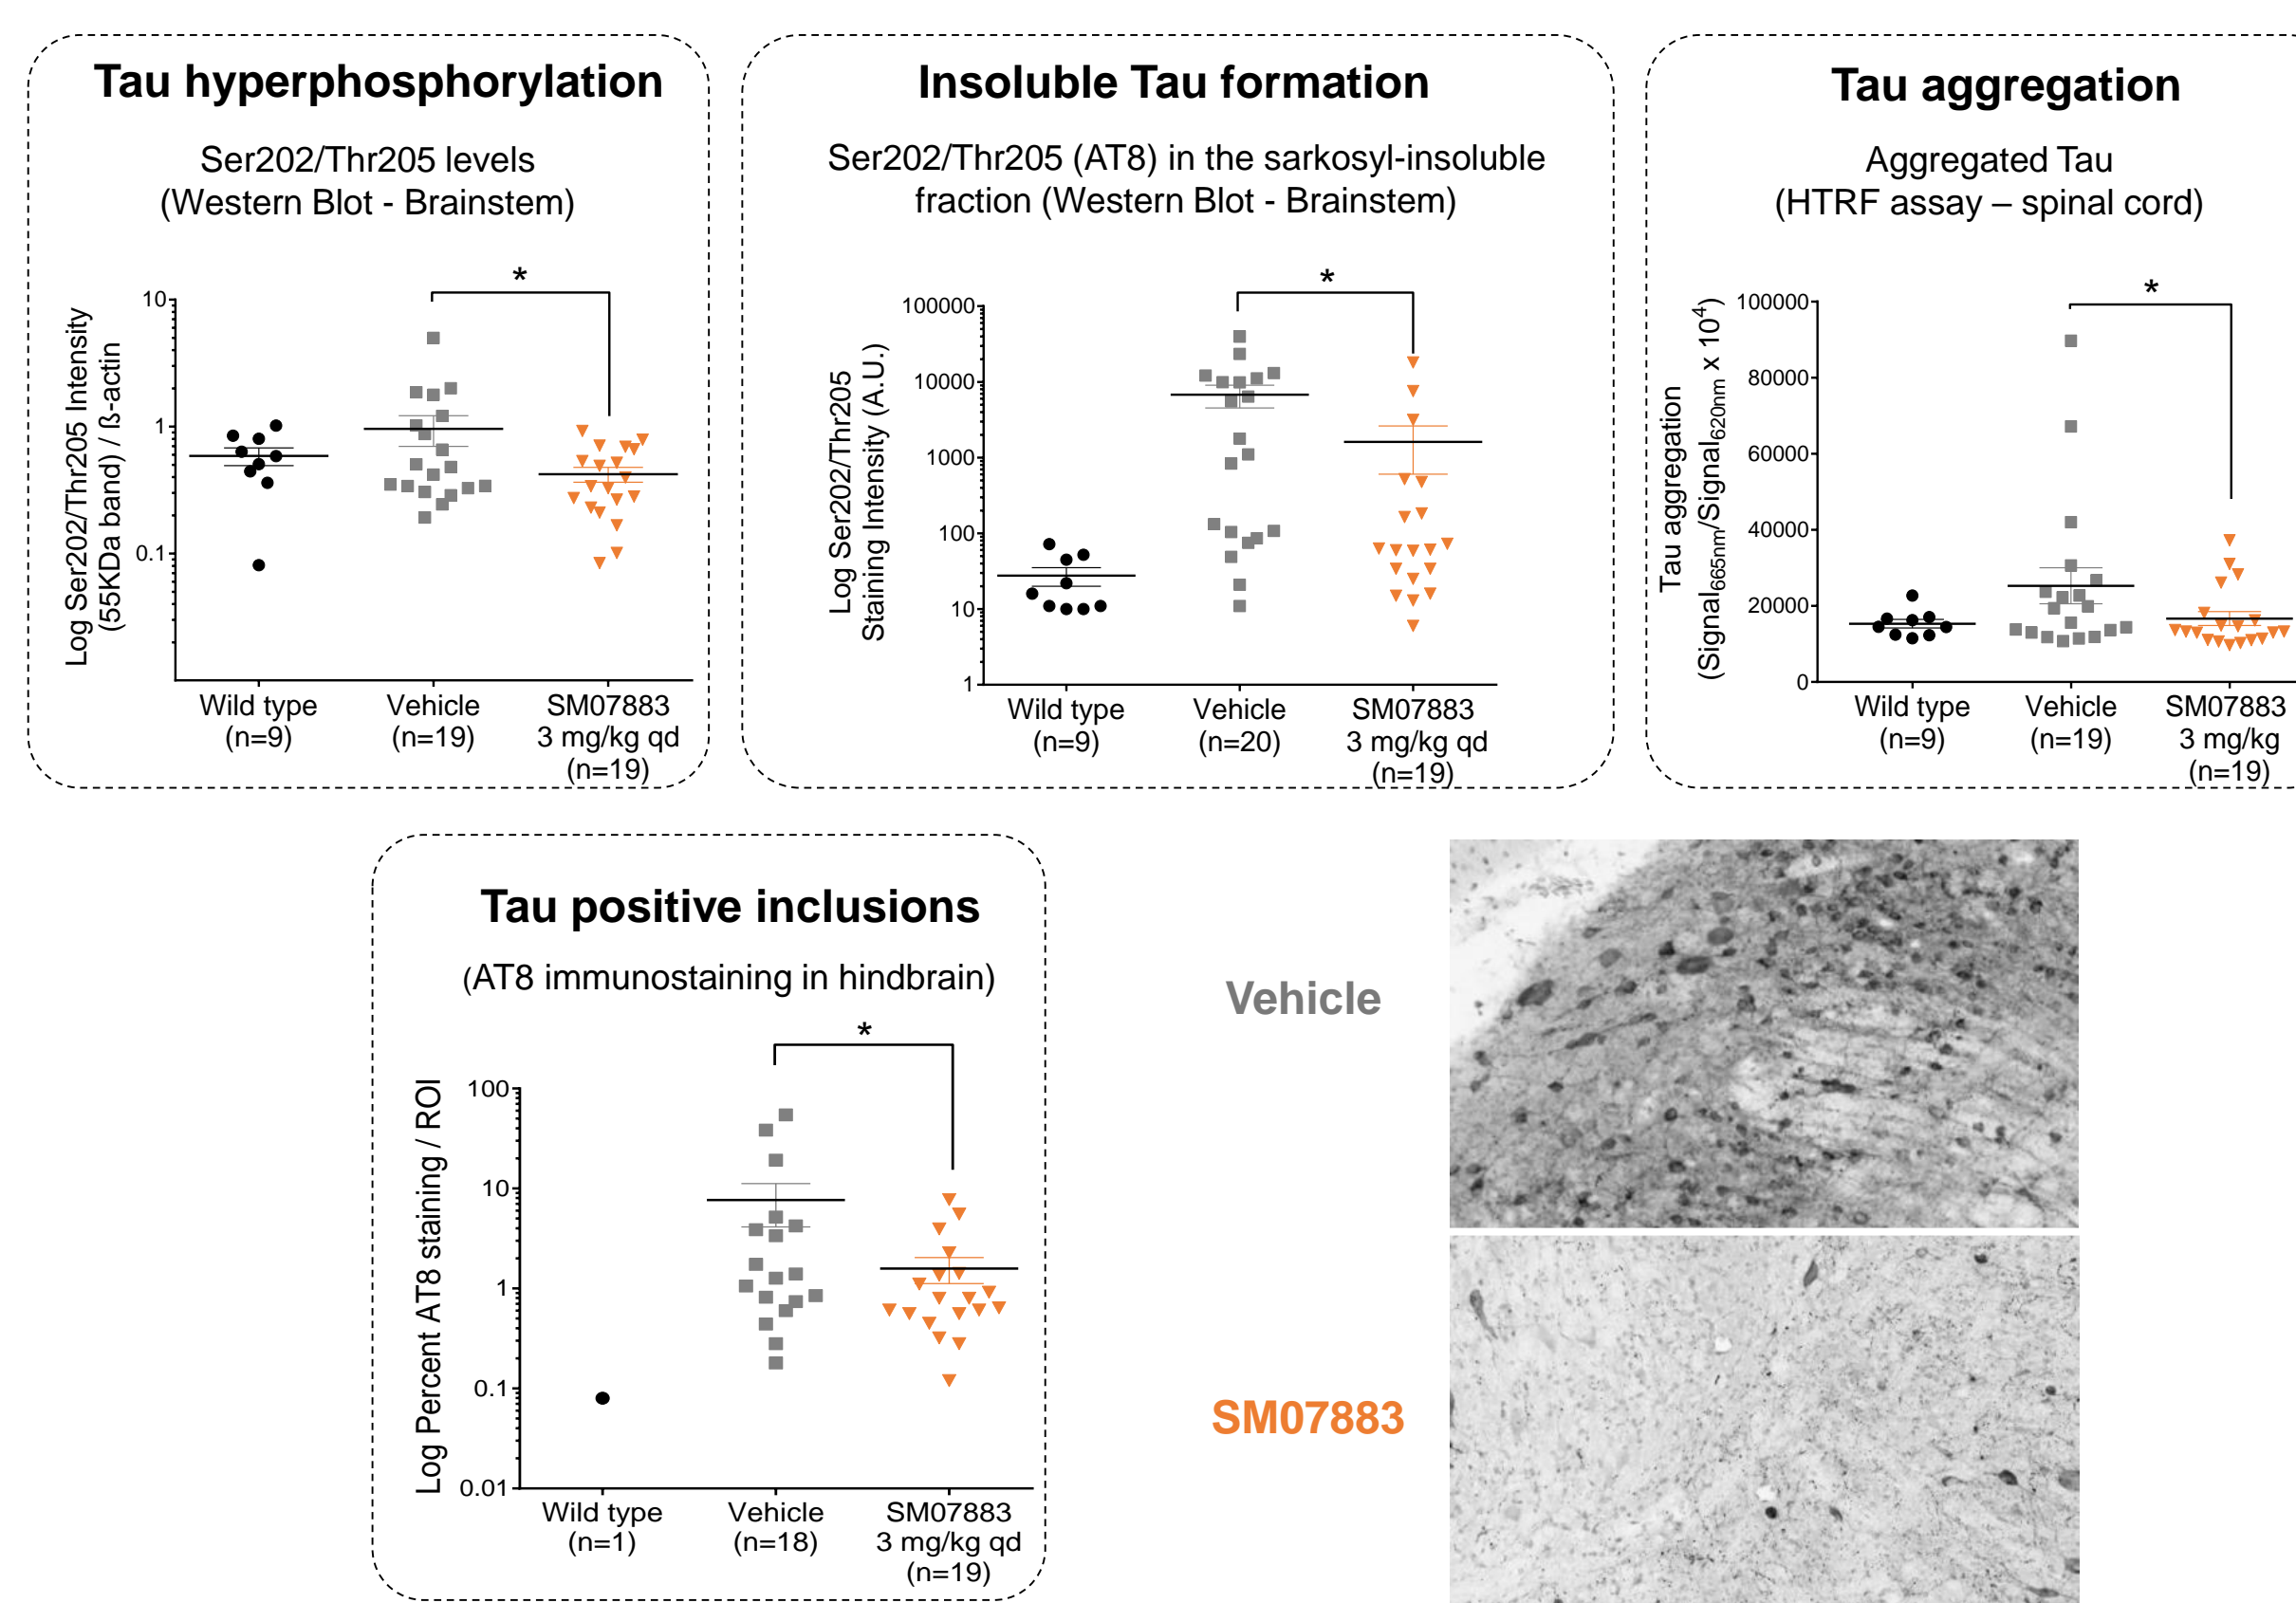 Tau hyperphosphorylation
Ser202/Thr205 levels
(Western Blot - Brainstem)
*
Log Ser202/Thr205 Intensity
(55KDa band) / ß-actin
10
1
0.1
Wild type
(n=9)
Vehicle
(n=19)
SM07883
3 mg/kg qd
(n=19)
Insoluble Tau formation
Ser202/Thr205 (AT8) in the sarkosyl-insoluble
fraction (Western Blot - Brainstem)
*
Log Ser202/Thr205
Staining Intensity (A.U.)
100000
10000
1000
100
10
1
Wild type
(n=9)
Vehicle
(n=20)
SM07883
3 mg/kg qd
(n=19)
Tau aggregation
Aggregated Tau
(HTRF assay – spinal cord)
*
Tau aggregation
(Signal665nm/Signal620nm x 10^4)
100000
80000
60000
40000
20000
0
Wild type
(n=9)
Vehicle
(n=19)
SM07883
3 mg/kg
(n=19)
Tau positive inclusions
(AT8 immunostaining in hindbrain)
*
Log Percent AT8 staining / ROI
100
10
1
0.1
0.01
Wild type
(n=1)
Vehicle
(n=18)
SM07883
3 mg/kg qd
(n=19)
Vehicle
SM07883